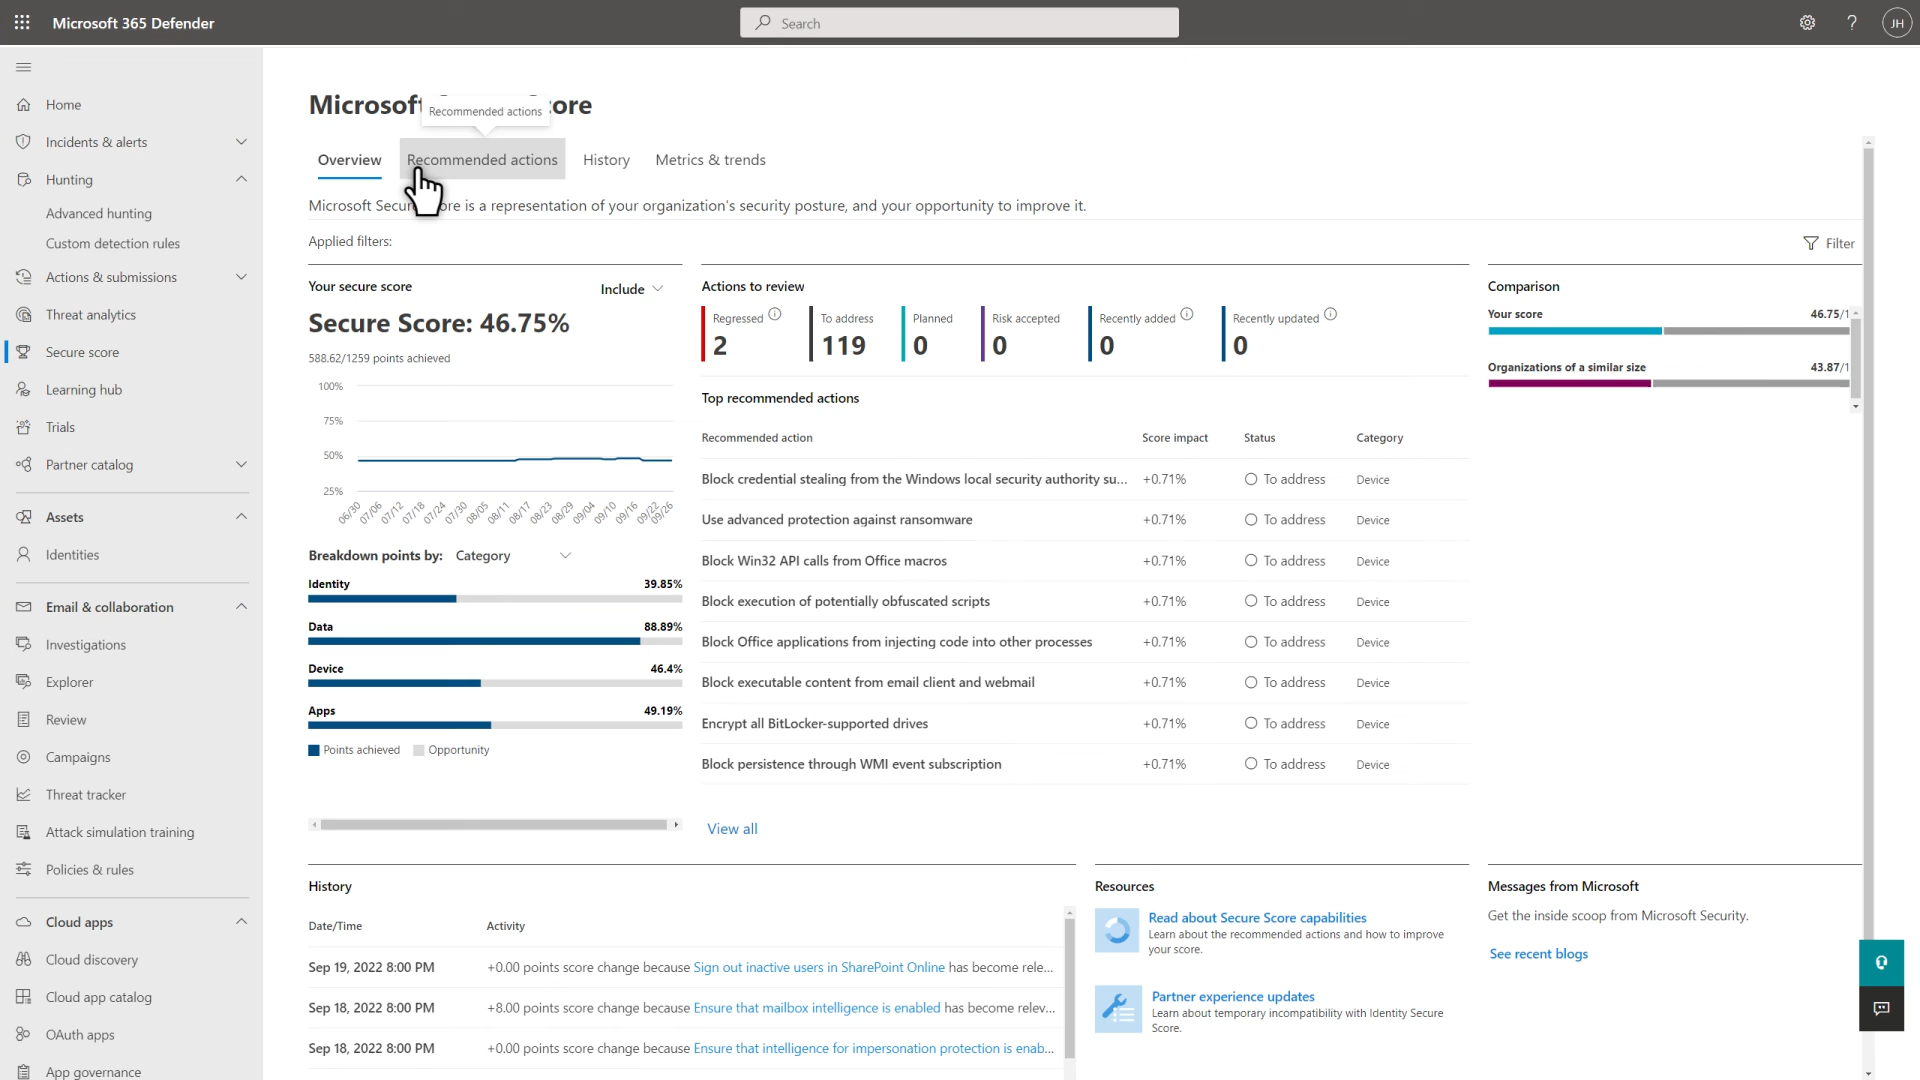 Microsoft 365 Defender
Search
JH
Home
Incidents & alerts
Hunting
Advanced hunting
Custom detection rules
Actions & submissions
Threat analytics
Secure score
Learning hub
Trials
Partner catalog
Assets
Identities
Email & collaboration
Investigations
Explorer
Review
Campaigns
Threat tracker
Attack simulation training
Policies & rules
Cloud apps
Cloud discovery
Cloud app catalog
OAuth apps
App governance
Microsoft ore
Recommended actions
Overview
Recommended actions
History
Metrics & trends
Microsoft Secure Score is a representation of your organization's security posture, and your opportunity to improve it.
Applied filters:
Filter
Your secure score
Include
Secure Score: 46.75%
588.62/1259 points achieved
100%
75%
50%
25%
06/30 07/06 07/12 07/18 07/24 07/30 08/05 08/11 08/17 08/23 08/29 09/04 09/10 09/16 09/22 09/26
Breakdown points by: Category
Identity 39.85%
Data 88.89%
Device 46.4%
Apps 49.19%
Points achieved Opportunity
Actions to review
Regressed 2
To address 119
Planned 0
Risk accepted 0
Recently added 0
Recently updated 0
Top recommended actions
Recommended action Score impact Status Category
Block credential stealing from the Windows local security authority su... +0.71% To address Device
Use advanced protection against ransomware +0.71% To address Device
Block Win32 API calls from Office macros +0.71% To address Device
Block execution of potentially obfuscated scripts +0.71% To address Device
Block Office applications from injecting code into other processes +0.71% To address Device
Block executable content from email client and webmail +0.71% To address Device
Encrypt all BitLocker-supported drives +0.71% To address Device
Block persistence through WMI event subscription +0.71% To address Device
View all
Comparison
Your score 46.75/1
Organizations of a similar size 43.87/1
History
Date/Time Activity
Sep 19, 2022 8:00 PM +0.00 points score change because Sign out inactive users in SharePoint Online has become rele...
Sep 18, 2022 8:00 PM +8.00 points score change because Ensure that mailbox intelligence is enabled has become relev...
Sep 18, 2022 8:00 PM +0.00 points score change because Ensure that intelligence for impersonation protection is enab...
Resources
Read about Secure Score capabilities
Learn about the recommended actions and how to improve
your score.
Partner experience updates
Learn about temporary incompatibility with Identity Secure
Score.
Messages from Microsoft
Get the inside scoop from Microsoft Security.
See recent blogs